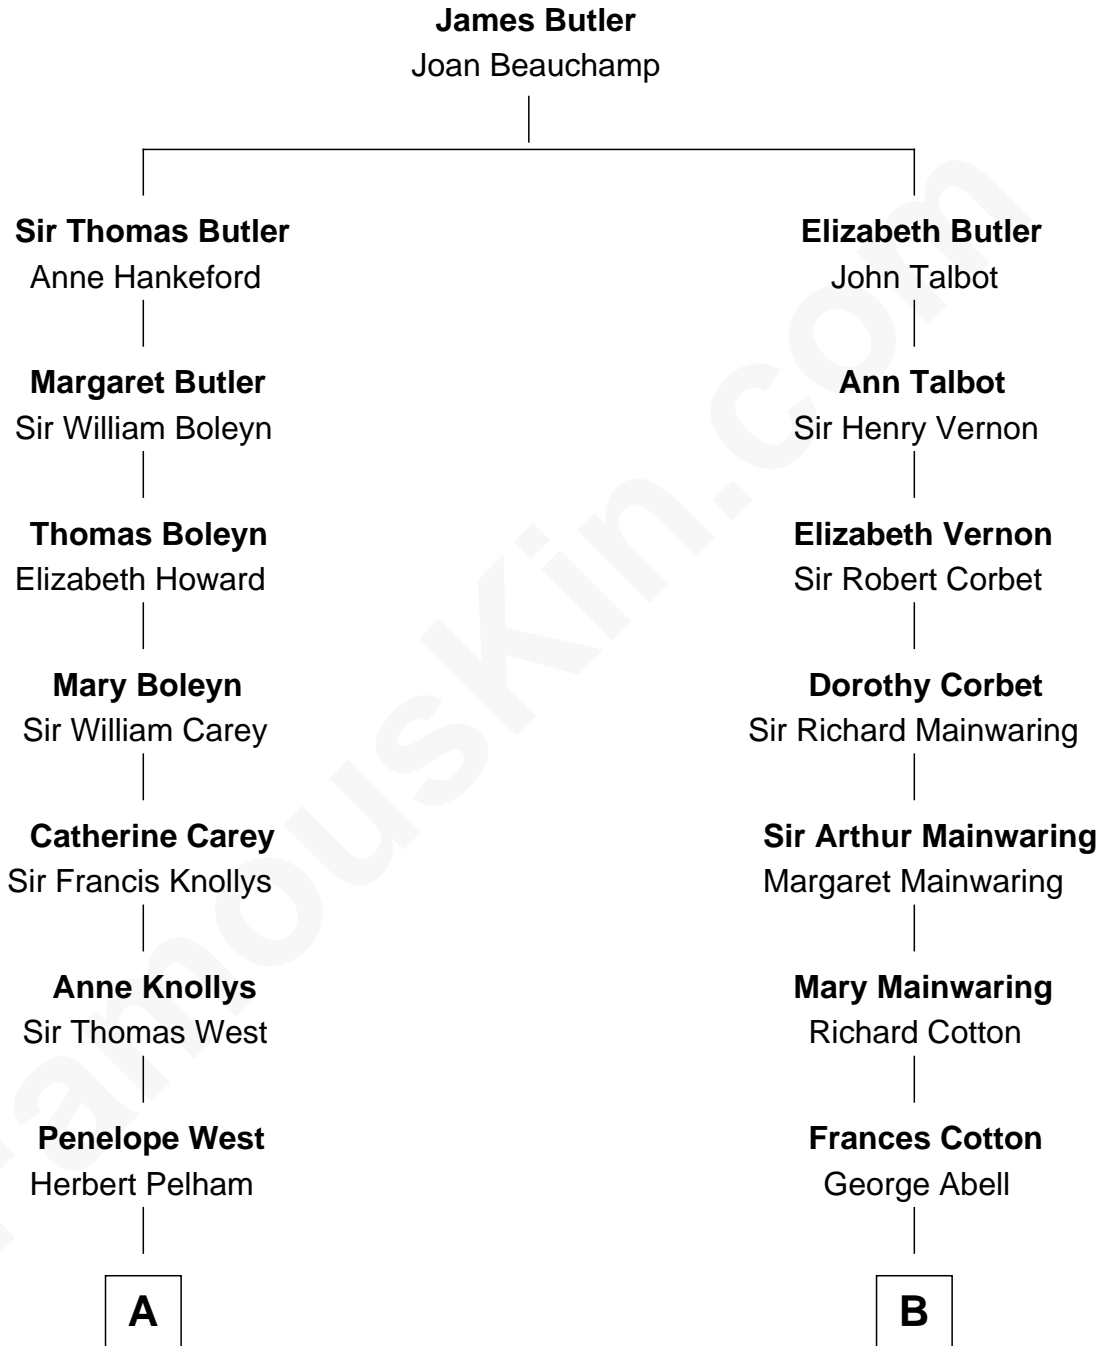 James Butler
Joan Beauchamp
Sir Thomas Butler
Anne Hankeford
Elizabeth Butler
John Talbot
Margaret Butler
Sir William Boleyn
Ann Talbot
Sir Henry Vernon
Thomas Boleyn
Elizabeth Howard
Elizabeth Vernon
Sir Robert Corbet
Mary Boleyn
Sir William Carey
Dorothy Corbet
Sir Richard Mainwaring
Catherine Carey
Sir Francis Knollys
Sir Arthur Mainwaring
Margaret Mainwaring
Anne Knollys
Sir Thomas West
Mary Mainwaring
Richard Cotton
Penelope West
Herbert Pelham
Frances Cotton
George Abell
A
B
FamousKin.com